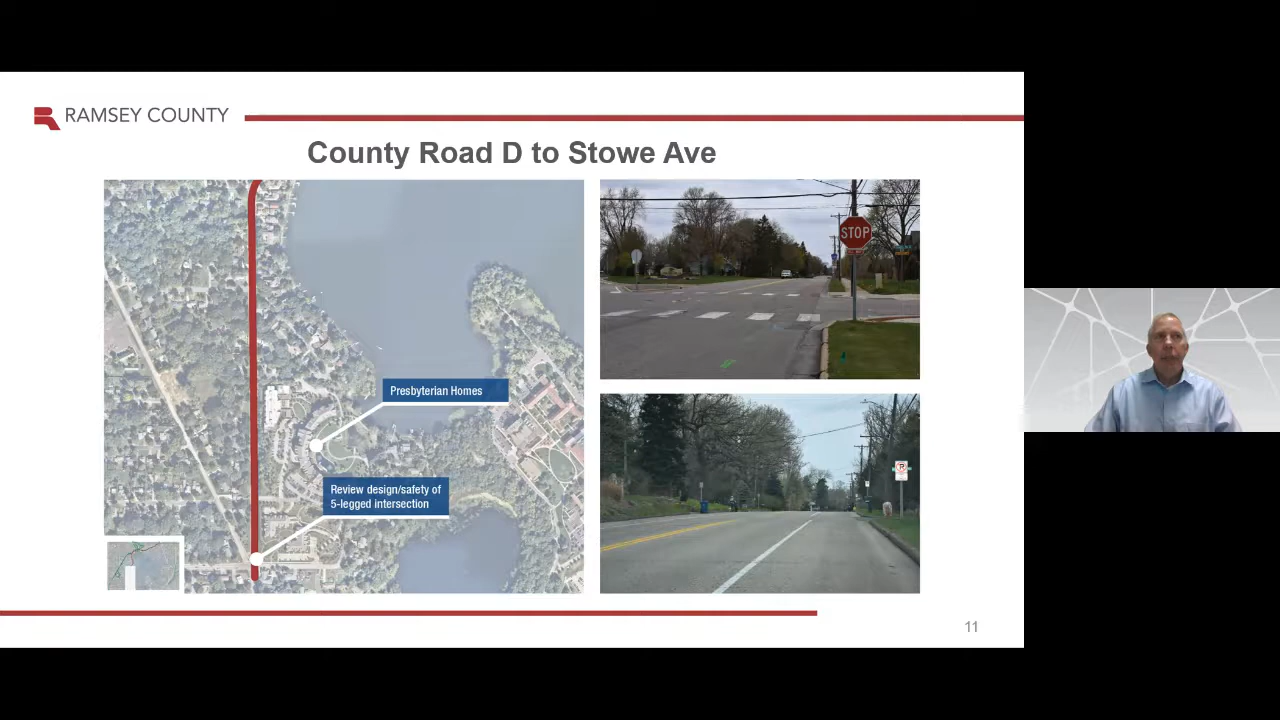 RAMSEY COUNTY
County Road D to Stowe Ave
Presbyterian Homes
Review design/safety of
5-legged intersection
STOP
11